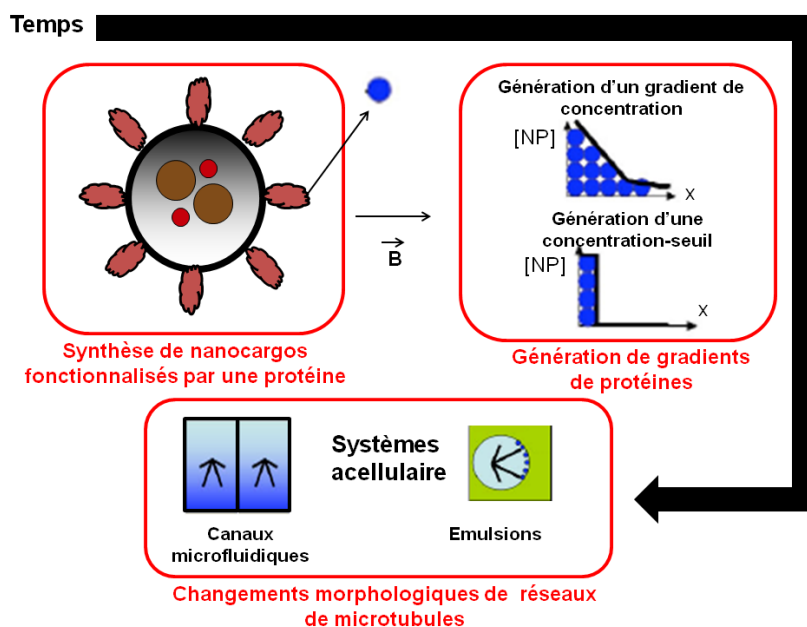 Temps
Génération d'un gradient de
concentration
[NP]
X
Génération d'une
concentration-seuil
[NP]
X
B
Synthèse de nanocargos
fonctionnalisés par une protéine
Génération de gradients
de protéines
Systèmes
acellulaire
Canaux
microfluidiques
Emulsions
Changements morphologiques de réseaux
de microtubules